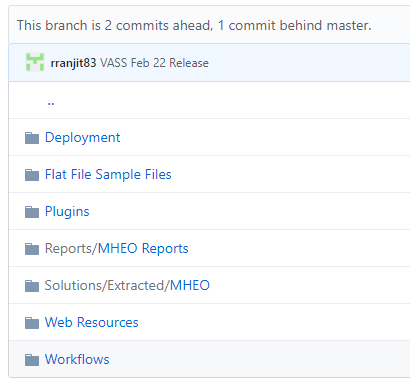 This branch is 2 commits ahead, 1 commit behind master.
rranjit83 VASS Feb 22 Release
..
Deployment
Flat File Sample Files
Plugins
Reports/MHEO Reports
Solutions/Extracted/MHEO
Web Resources
Workflows